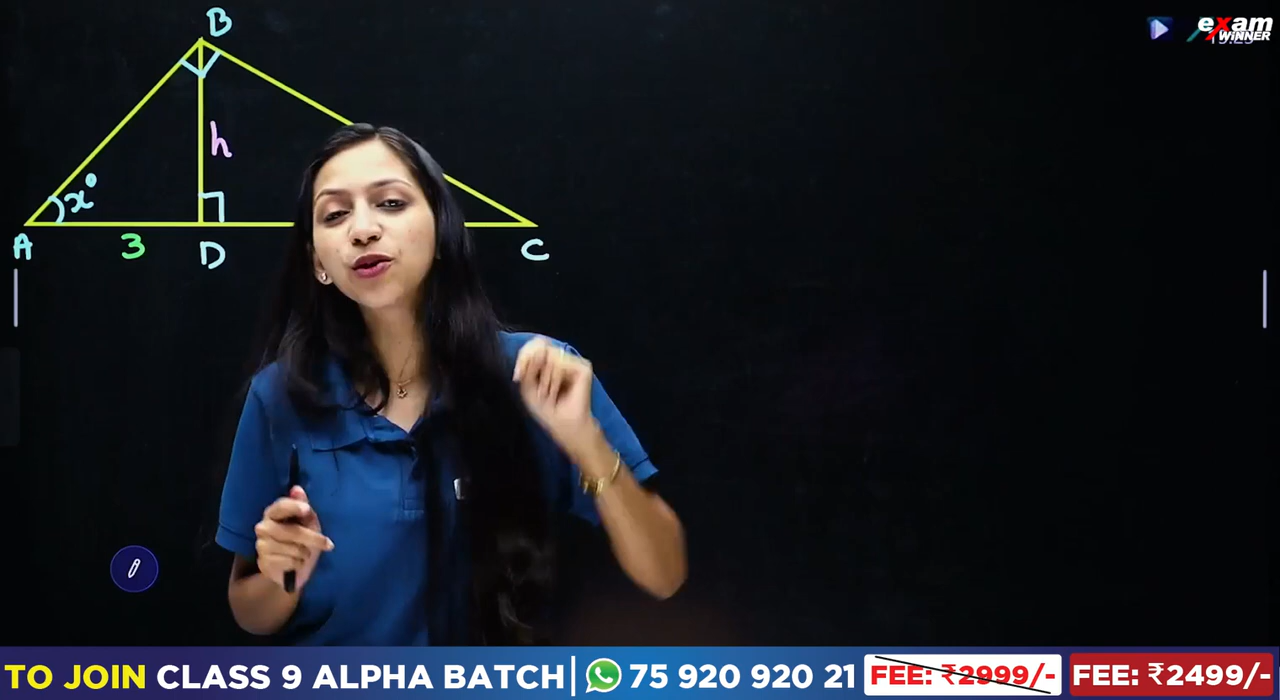 B
exam
WiNNER
h
x°
A
3
D
C
TO JOIN CLASS 9 ALPHA BATCH 75 920 920 21 FEE: ₹2999/- FEE: ₹2499/-